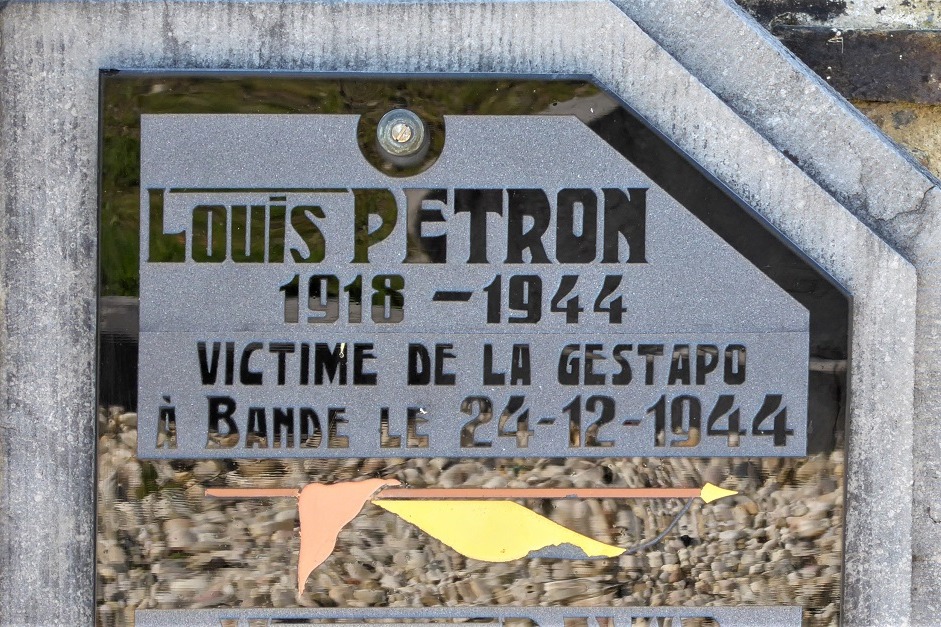 Louis PETRON
1918 - 1944
VICTIME DE LA GESTAPO
À BANDE LE 24-12-1944